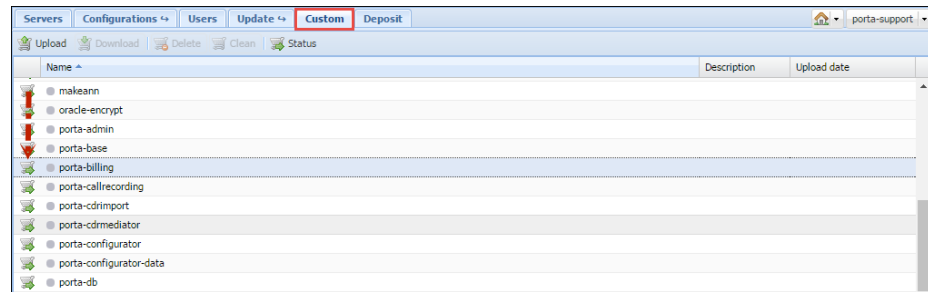 Servers Configurations ↪ Users Update ↪ Custom Deposit porta-support
Upload Download Delete Clean Status
Name Description Upload date
makeann
oracle-encrypt
porta-admin
porta-base
porta-billing
porta-callrecording
porta-cdrimport
porta-cdrmediator
porta-configurator
porta-configurator-data
porta-db